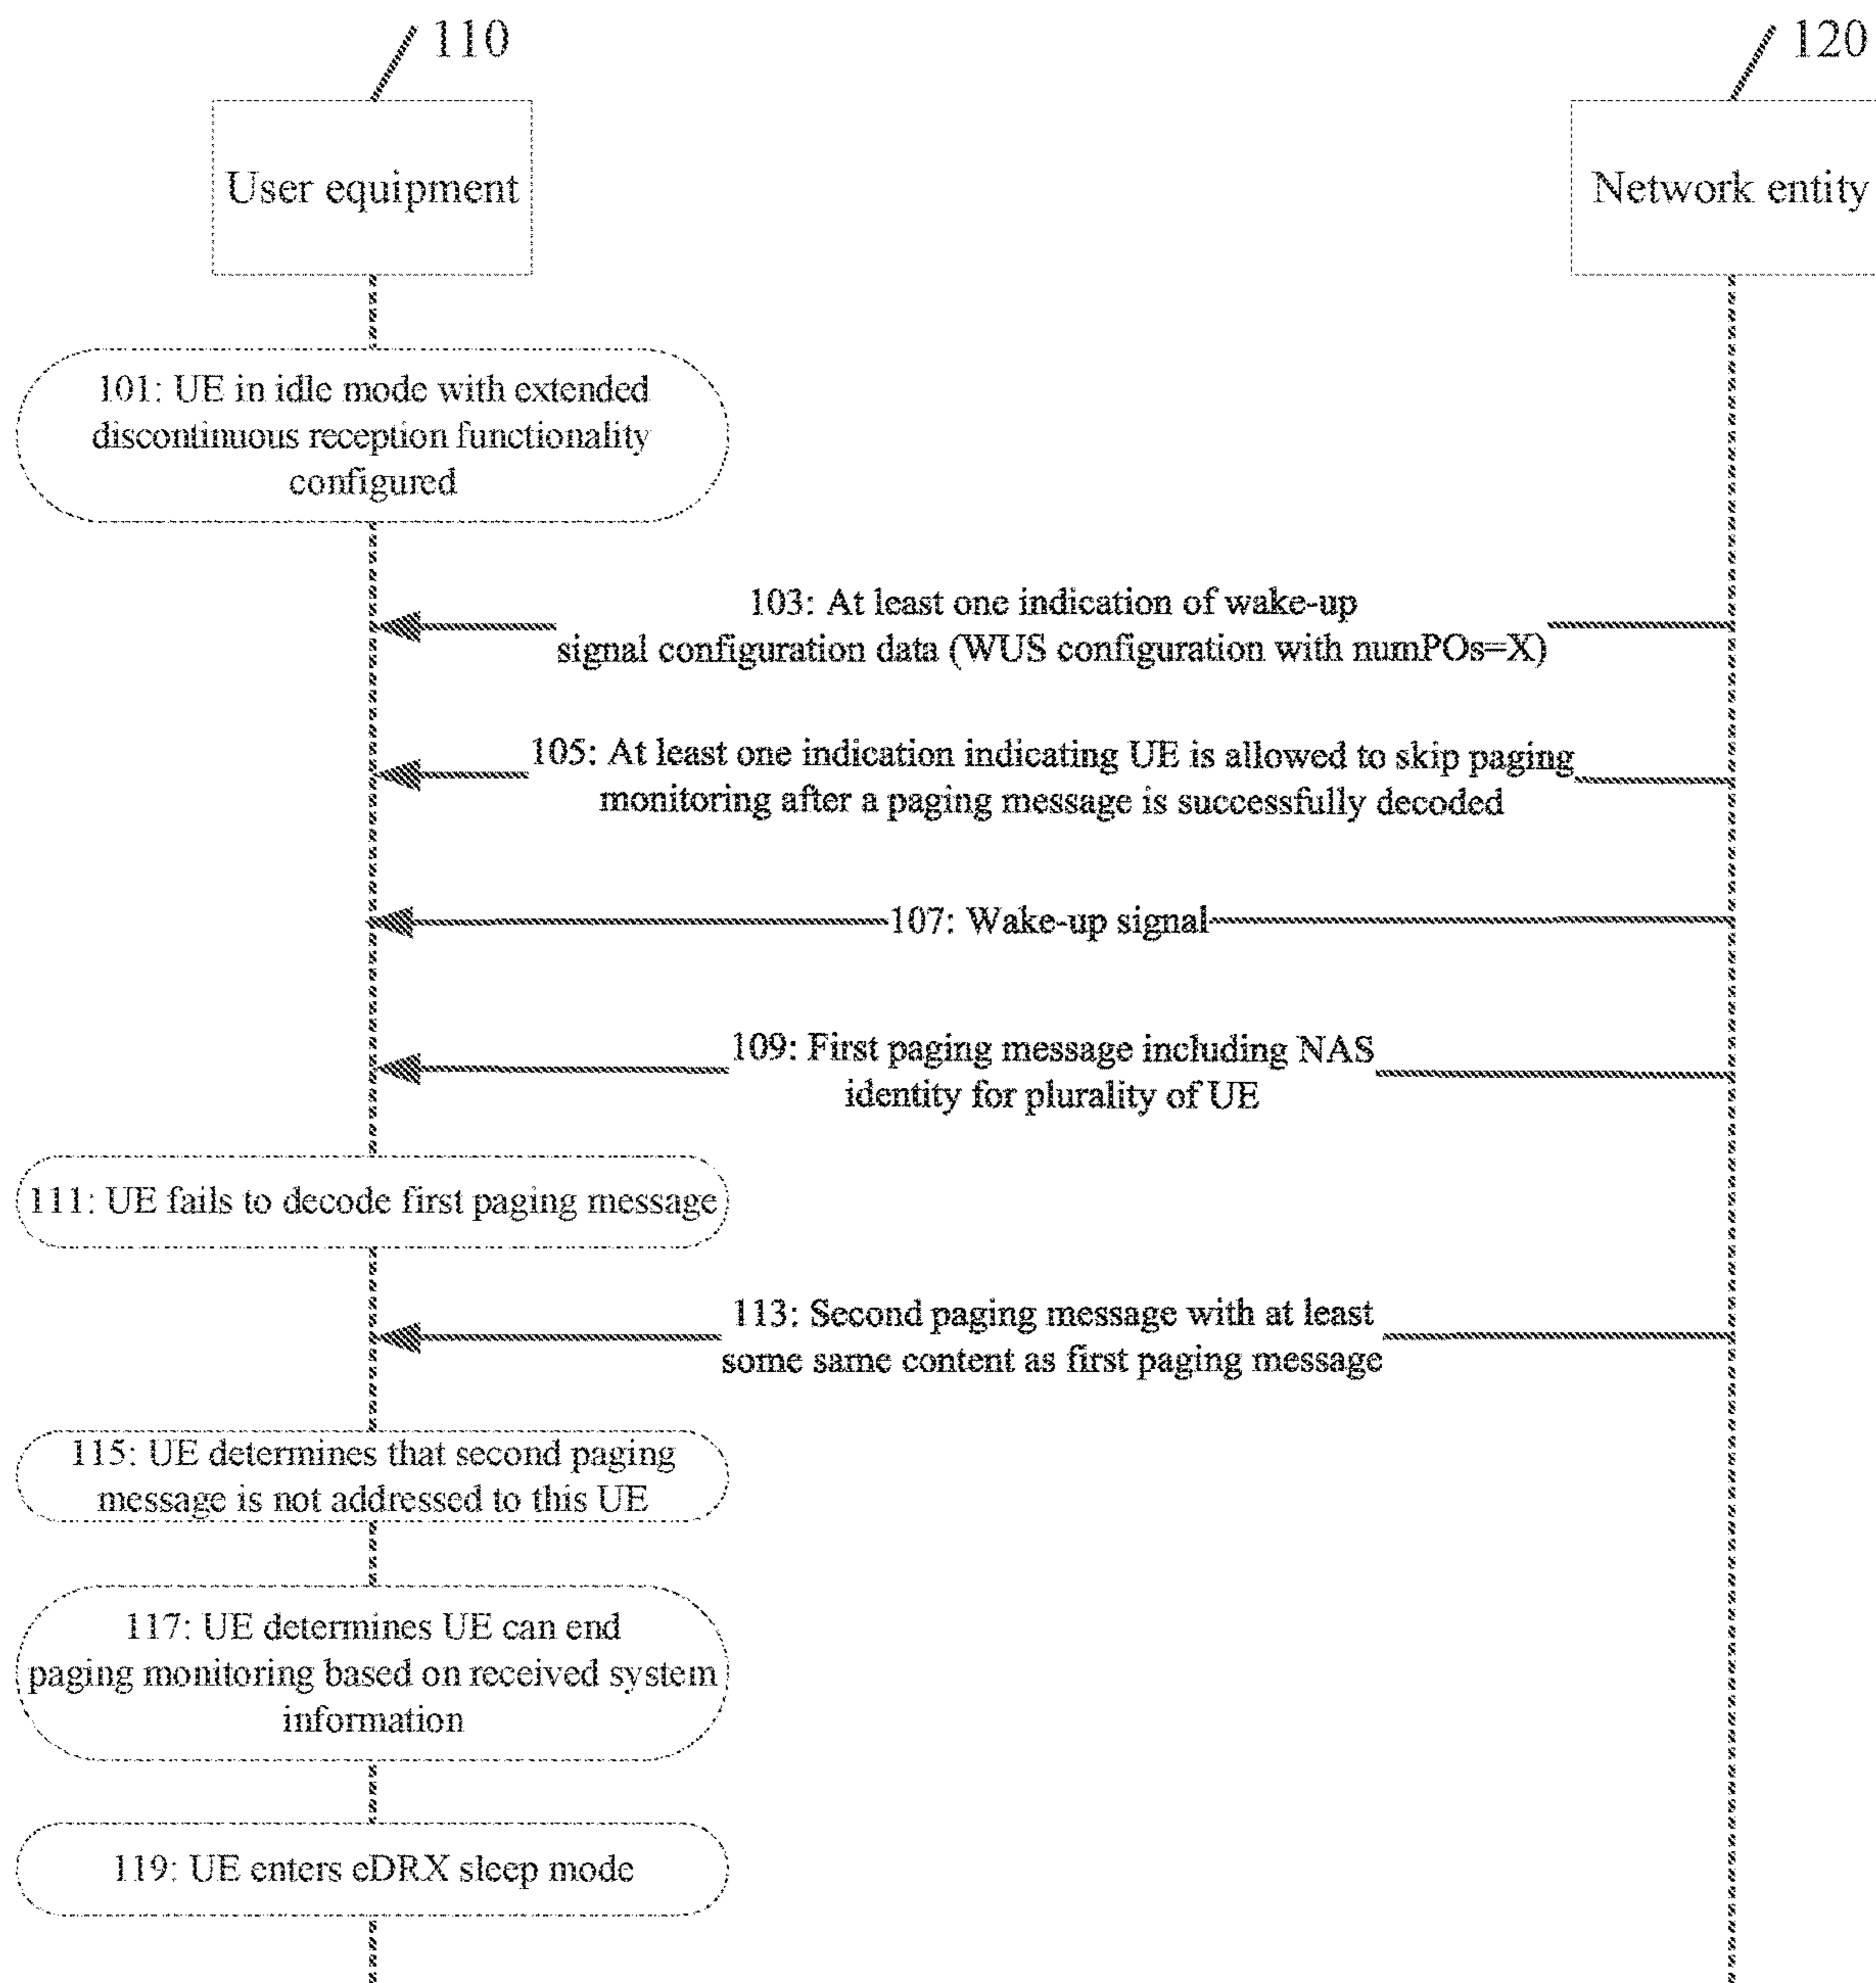 110
120
User equipment
Network entity
101: UE in idle mode with extended
discontinuous reception functionality
configured
103: At least one indication of wake-up
signal configuration data (WUS configuration with numPOs=X)
105: At least one indication indicating UE is allowed to skip paging
monitoring after a paging message is successfully decoded
107: Wake-up signal
109: First paging message including NAS
identity for plurality of UE
111: UE fails to decode first paging message
113: Second paging message with at least
some same content as first paging message
115: UE determines that second paging
message is not addressed to this UE
117: UE determines UE can end
paging monitoring based on received system
information
119: UE enters eDRX sleep mode